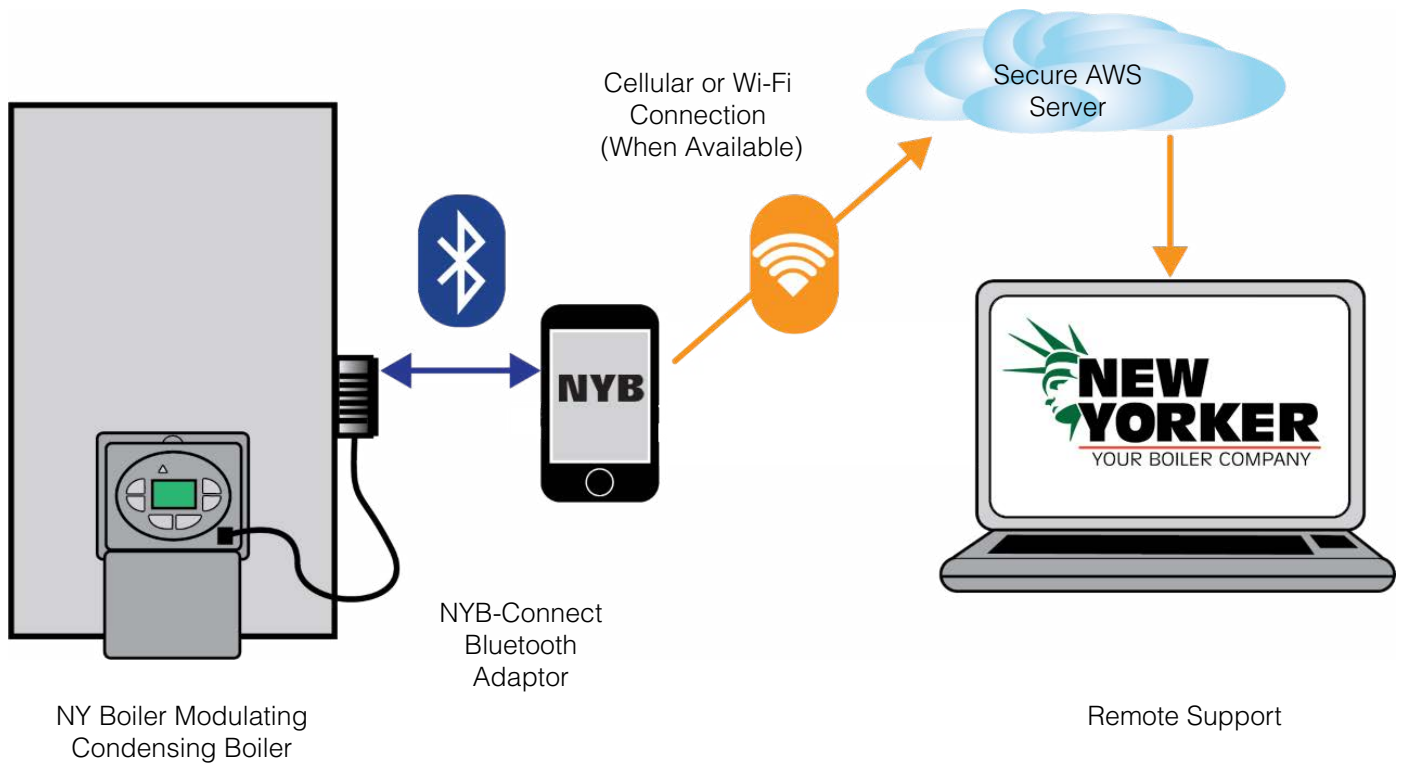 Cellular or Wi-Fi
Connection
(When Available)
Secure AWS
Server
NYB
NEW
YORKER
YOUR BOILER COMPANY
NYB-Connect
Bluetooth
Adaptor
NY Boiler Modulating
Condensing Boiler
Remote Support